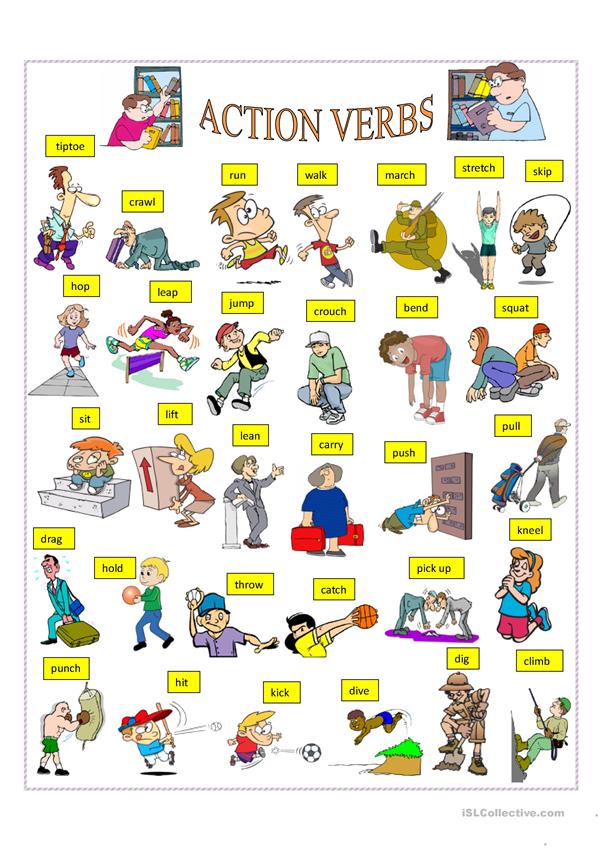 ACTION VERBS
tiptoe
crawl
run
walk
march
stretch
skip
hop
leap
jump
crouch
bend
squat
sit
lift
lean
carry
push
pull
drag
hold
throw
catch
pick up
kneel
punch
hit
kick
dive
dig
climb
iSLCollective.com